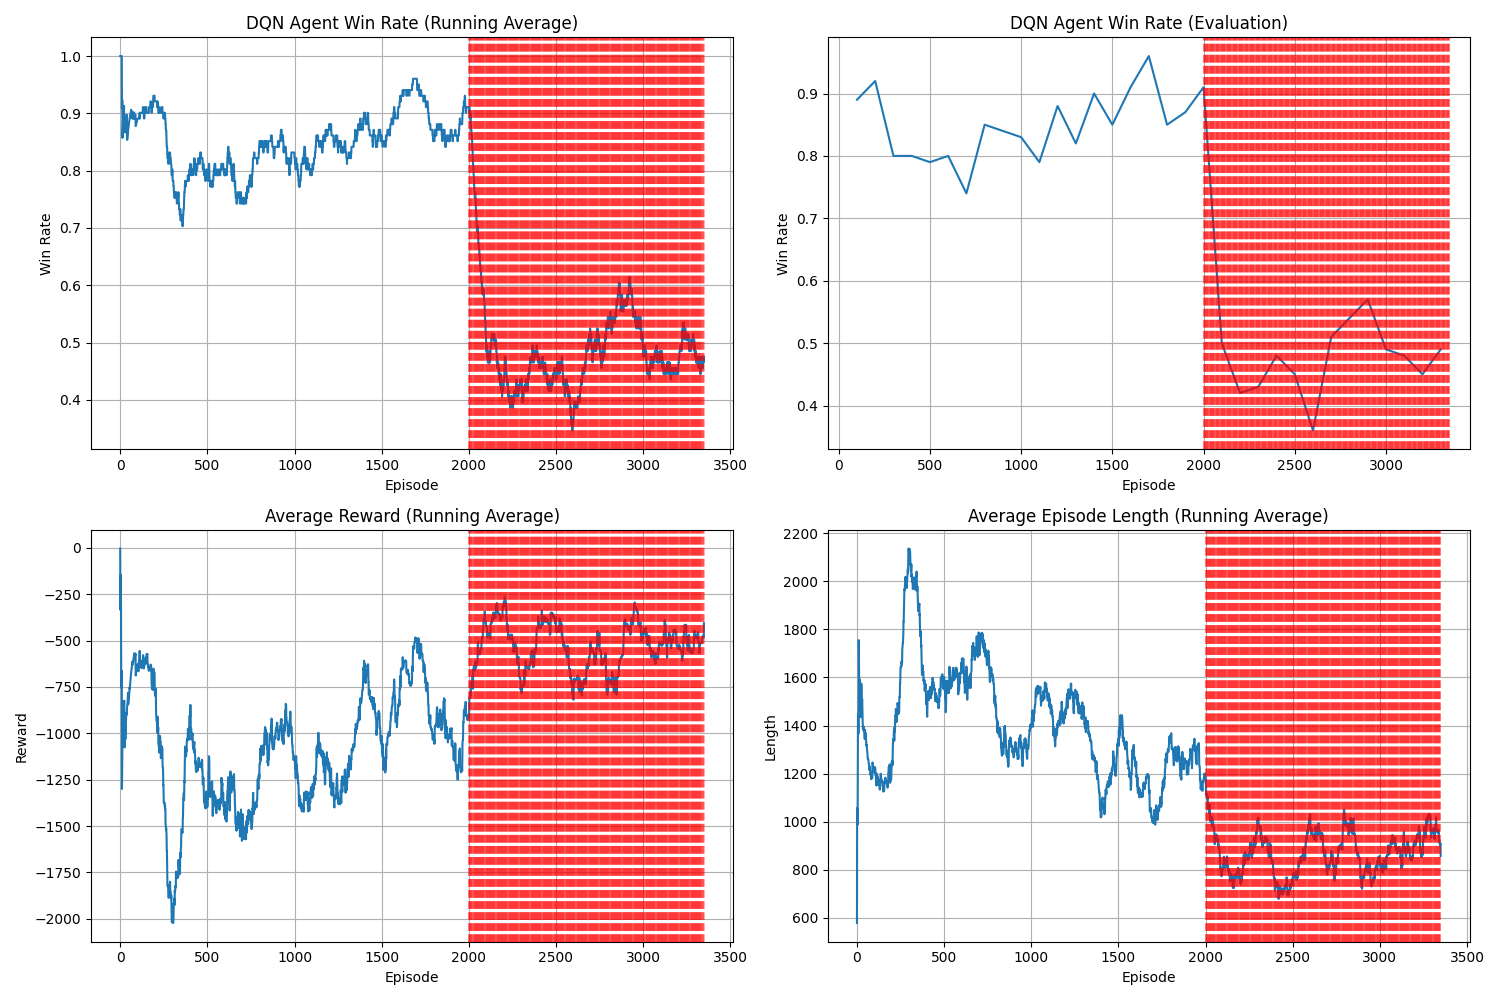 DQN Agent Win Rate (Running Average)
Win Rate
1.0
0.9
0.8
0.7
0.6
0.5
0.4
0 500 1000 1500 2000 2500 3000 3500
Episode
DQN Agent Win Rate (Evaluation)
Win Rate
0.9
0.8
0.7
0.6
0.5
0.4
0 500 1000 1500 2000 2500 3000
Episode
Average Reward (Running Average)
Reward
0
−250
−500
−750
−1000
−1250
−1500
−1750
−2000
0 500 1000 1500 2000 2500 3000 3500
Episode
Average Episode Length (Running Average)
Length
2200
2000
1800
1600
1400
1200
1000
800
600
0 500 1000 1500 2000 2500 3000 3500
Episode